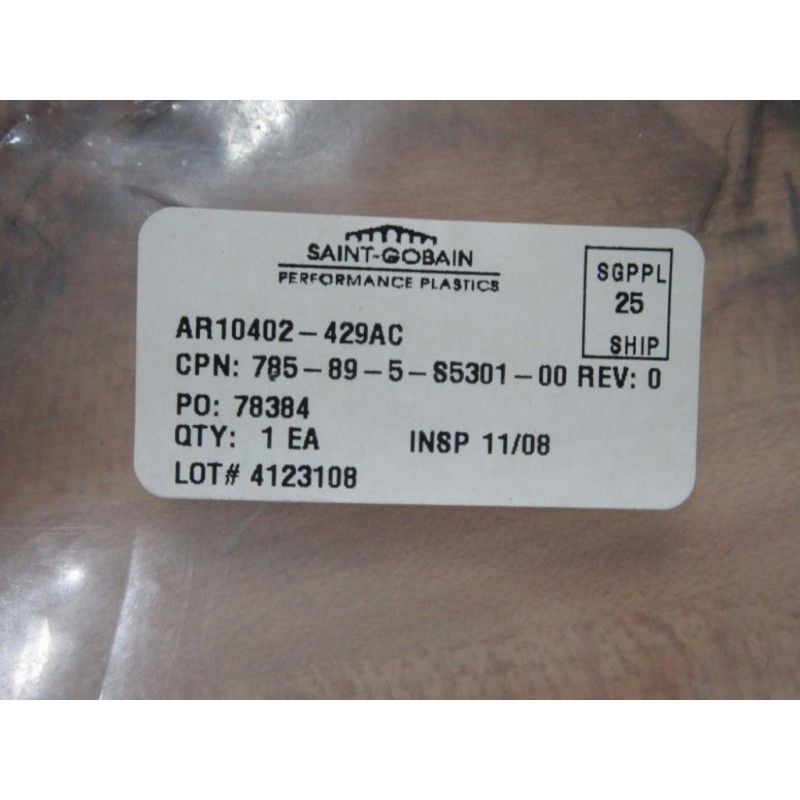 SAINT-GOBAIN
PERFORMANCE PLASTICS
SGPPL
25
SHIP
AR10402-429AC
CPN: 785-89-5-S5301-00 REV: 0
PO: 78384
QTY: 1 EA INSP 11/08
LOT# 4123108